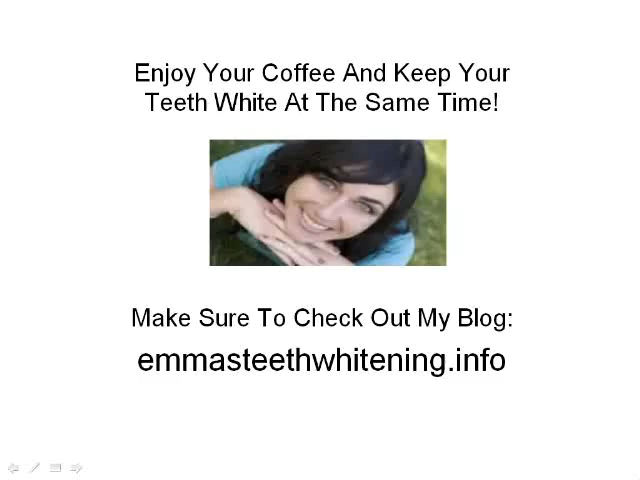 Enjoy Your Coffee And Keep Your
Teeth White At The Same Time!
Make Sure To Check Out My Blog:
emmasteethwhitening.info